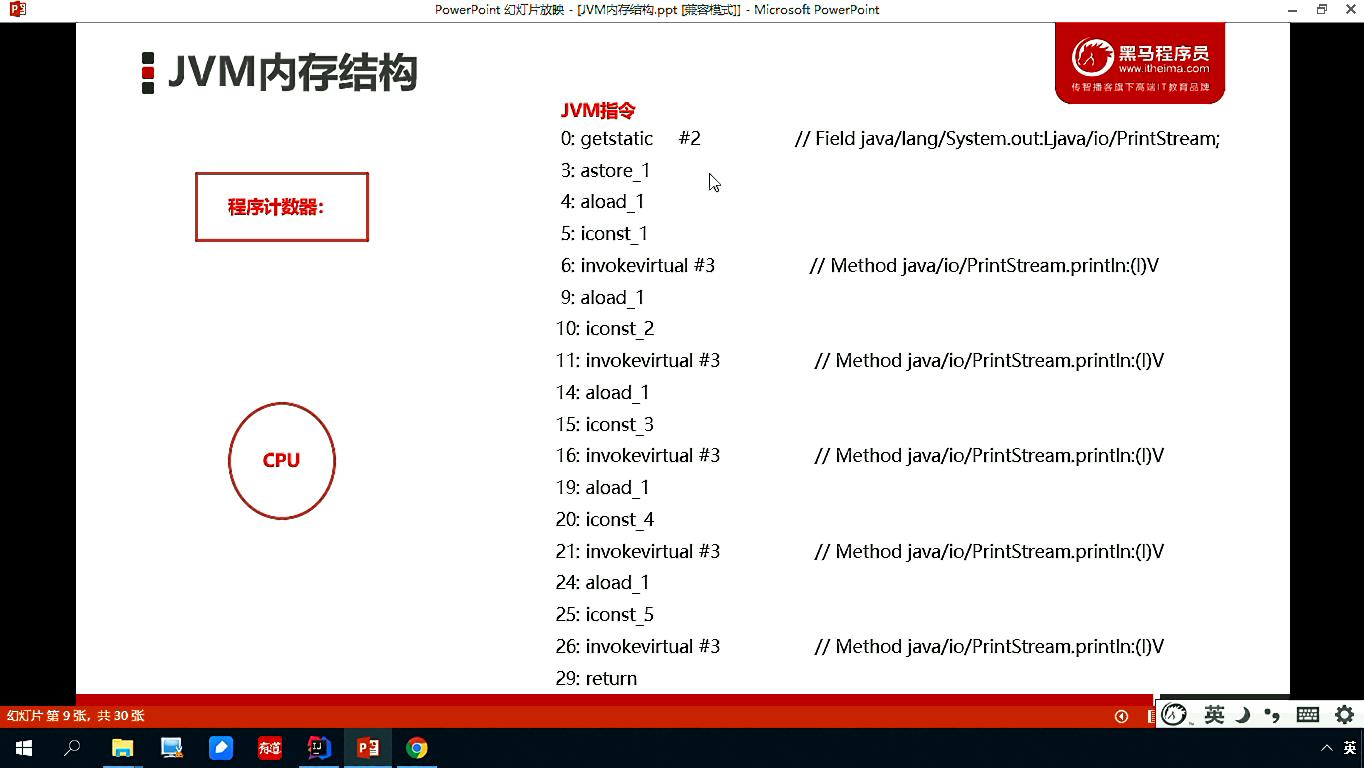 PowerPoint 幻灯片放映 - [JVM内存结构.ppt [兼容模式]] - Microsoft PowerPoint
JVM内存结构
黑马程序员
www.itheima.com
传智播客旗下高端IT教育品牌
程序计数器：
CPU
JVM指令
0: getstatic #2 // Field java/lang/System.out:Ljava/io/PrintStream;
3: astore_1
4: aload_1
5: iconst_1
6: invokevirtual #3 // Method java/io/PrintStream.println:(I)V
9: aload_1
10: iconst_2
11: invokevirtual #3 // Method java/io/PrintStream.println:(I)V
14: aload_1
15: iconst_3
16: invokevirtual #3 // Method java/io/PrintStream.println:(I)V
19: aload_1
20: iconst_4
21: invokevirtual #3 // Method java/io/PrintStream.println:(I)V
24: aload_1
25: iconst_5
26: invokevirtual #3 // Method java/io/PrintStream.println:(I)V
29: return
幻灯片 第 9 张，共 30 张
英
有道
英